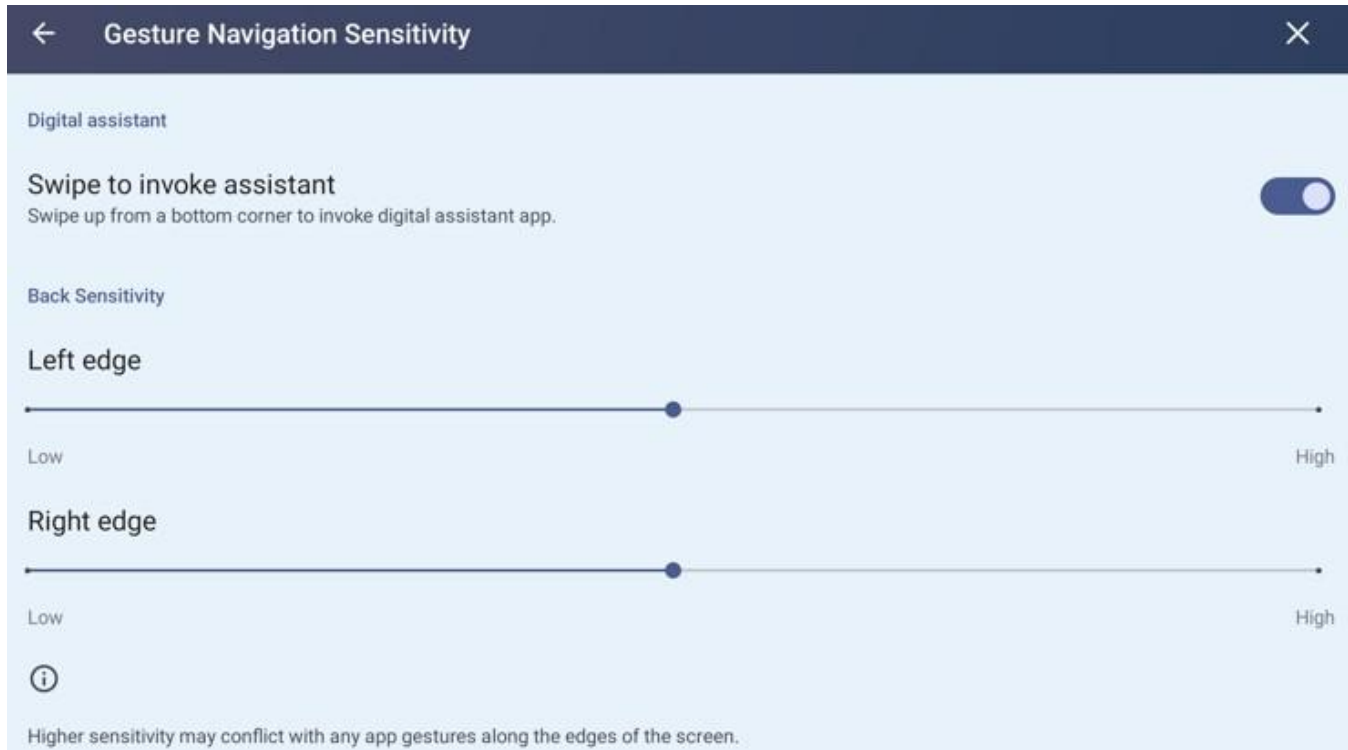 Gesture Navigation Sensitivity
Digital assistant
Swipe to invoke assistant
Swipe up from a bottom corner to invoke digital assistant app.
Back Sensitivity
Left edge
Low High
Right edge
Low High
Higher sensitivity may conflict with any app gestures along the edges of the screen.